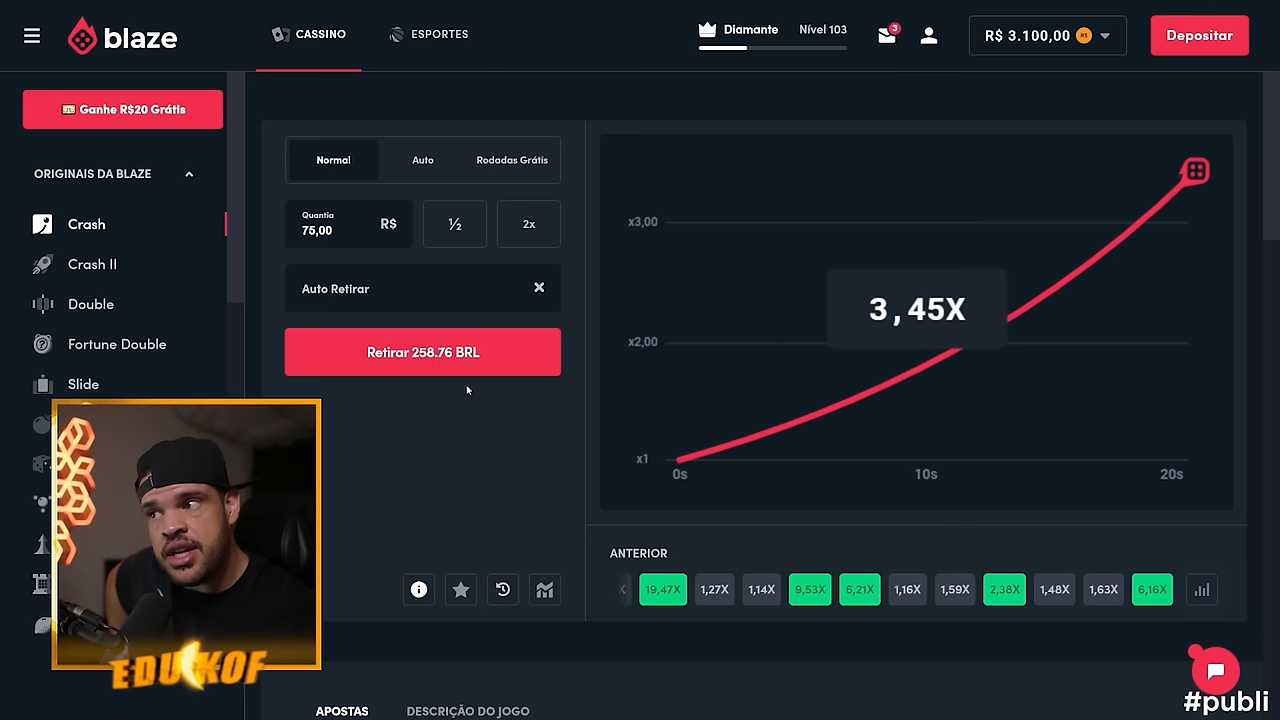 blaze
CASSINO
ESPORTES
Diamante
Nível 103
3
R$ 3.100,00
R$
Depositar
Ganhe R$20 Grátis
ORIGINAIS DA BLAZE
Crash
Crash II
Double
Fortune Double
Slide
Normal
Auto
Rodadas Grátis
Quantia
75,00
R$
½
2x
Auto Retirar
Retirar 258.76 BRL
x3,00
x2,00
x1
3,45X
0s
10s
20s
ANTERIOR
X
19,47X
1,27X
1,14X
9,53X
6,21X
1,16X
1,59X
2,38X
1,48X
1,63X
6,16X
EDUKOF
#publi
APOSTAS
DESCRIÇÃO DO JOGO